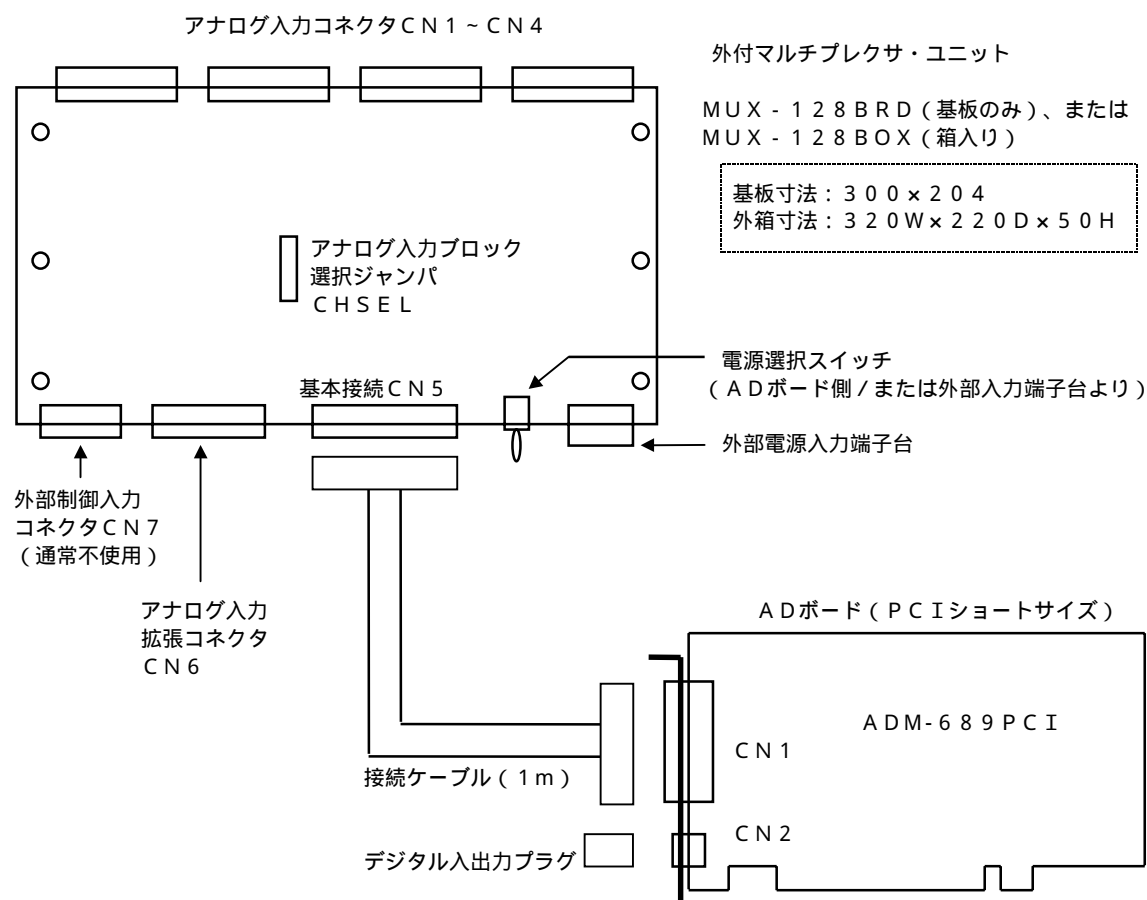 アナログ入力コネクタＣＮ１～ＣＮ４
外付マルチプレクサ・ユニット
ＭＵＸ－１２８ＢＲＤ（基板のみ）、または
ＭＵＸ－１２８ＢＯＸ（箱入り）
基板寸法：３００×２０４
外箱寸法：３２０Ｗ×２２０Ｄ×５０Ｈ
アナログ入力ブロック
選択ジャンパ
ＣＨＳＥＬ
電源選択スイッチ
（ＡＤボード側／または外部入力端子台より）
基本接続ＣＮ５
外部電源入力端子台
外部制御入力
コネクタＣＮ７
（通常不使用）
アナログ入力
拡張コネクタ
ＣＮ６
ＡＤボード（ＰＣＩショートサイズ）
ＡＤＭ-６８９ＰＣＩ
ＣＮ１
接続ケーブル（１ｍ）
ＣＮ２
デジタル入出力プラグ